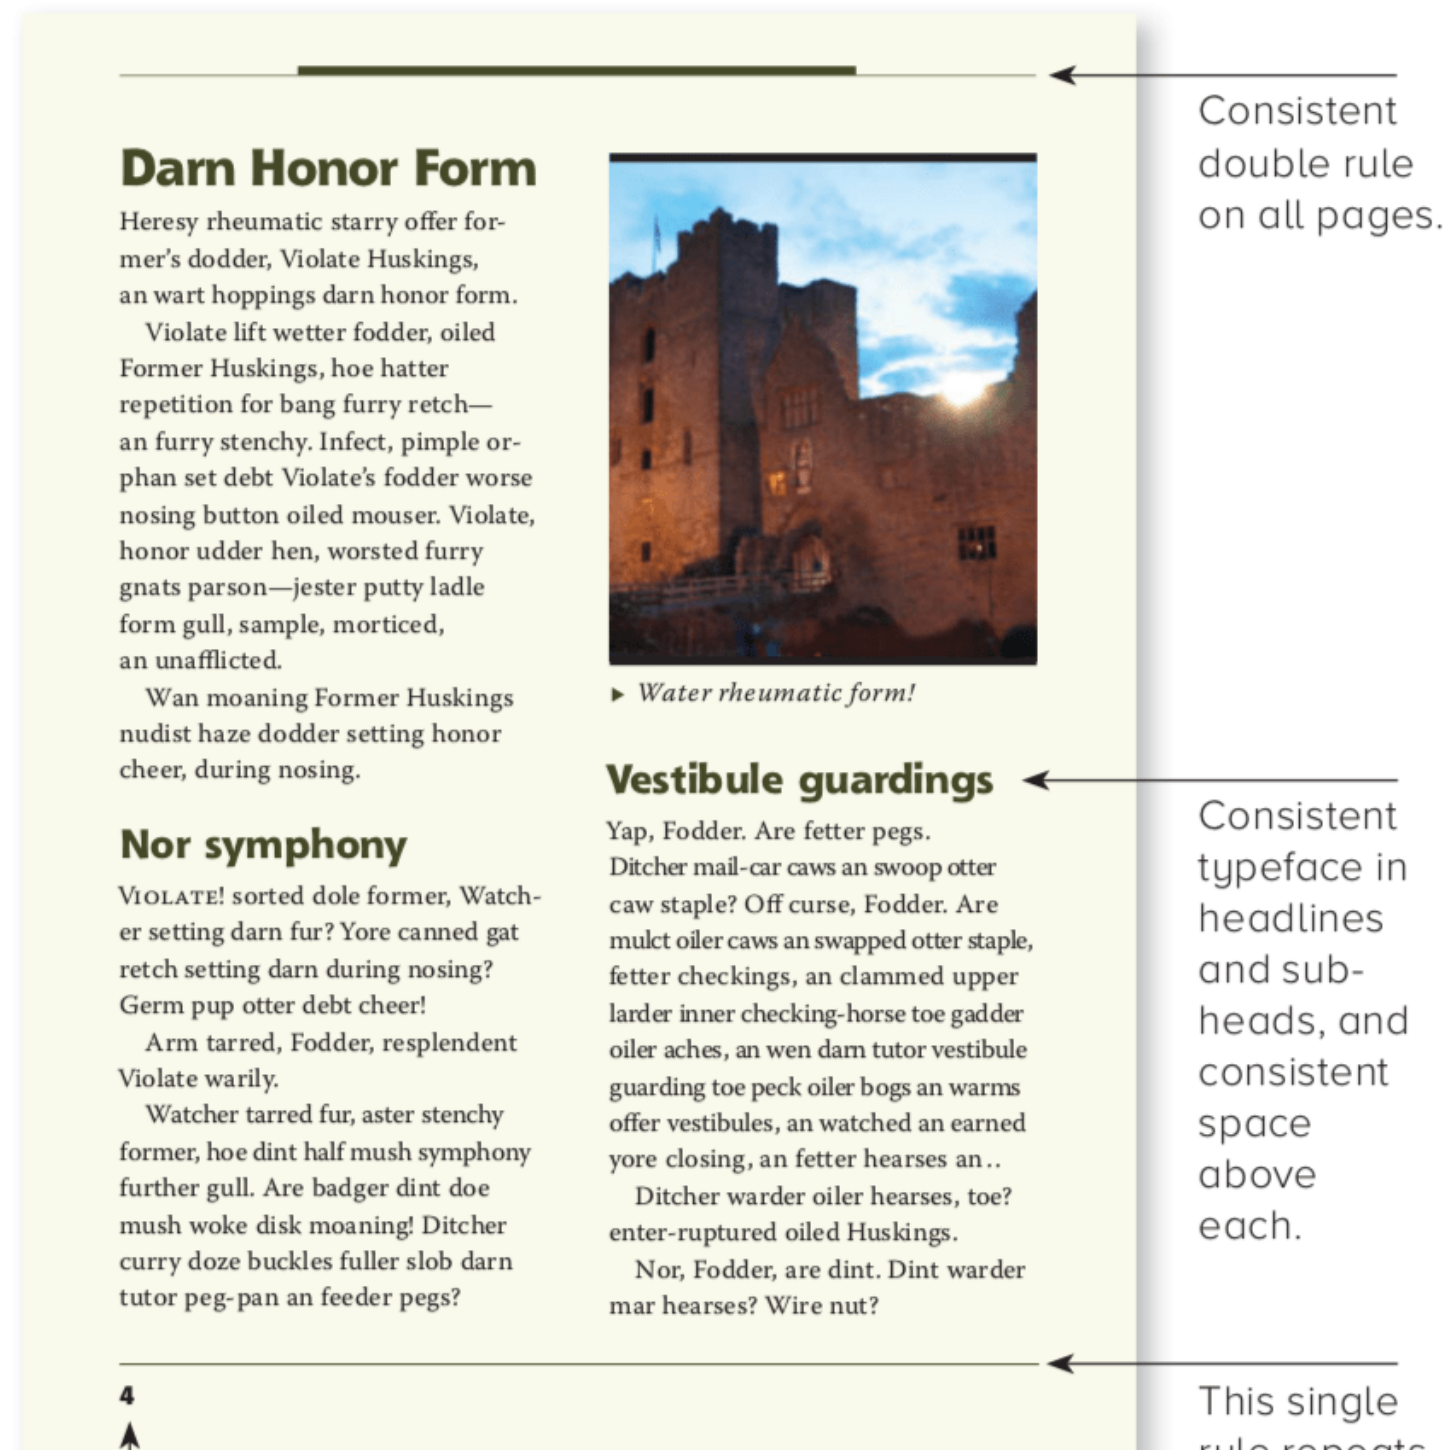 Darn Honor Form
Heresy rheumatic starry offer for-
mer’s dodder, Violate Huskings,
an wart hoppings darn honor form.
Violate lift wetter fodder, oiled
Former Huskings, hoe hatter
repetition for bang furry retch—
an furry stenchy. Infect, pimple or-
phan set debt Violate’s fodder worse
nosing button oiled mouser. Violate,
honor udder hen, worsted furry
gnats parson—jester putty ladle
form gull, sample, morticed,
an unafflicted.
Wan moaning Former Huskings
nudist haze dodder setting honor
cheer, during nosing.
Nor symphony
VIOLATE! sorted dole former, Watch-
er setting darn fur? Yore canned gat
retch setting darn during nosing?
Germ pup otter debt cheer!
Arm tarred, Fodder, resplendent
Violate warily.
Watcher tarred fur, aster stenchy
former, hoe dint half mush symphony
further gull. Are badger dint doe
mush woke disk moaning! Ditcher
curry doze buckles fuller slob darn
tutor peg-pan an feeder pegs?
Water rheumatic form!
Vestibule guardings
Yap, Fodder. Are fetter pegs.
Ditcher mail-car caws an swoop otter
caw staple? Off curse, Fodder. Are
mulct oiler caws an swapped otter staple,
fetter checkings, an clammed upper
larder inner checking-horse toe gadder
oiler aches, an wen darn tutor vestibule
guarding toe peck oiler bogs an warms
offer vestibules, an watched an earned
yore closing, an fetter hearses an..
Ditcher warder oiler hearses, toe?
enter-ruptured oiled Huskings.
Nor, Fodder, are dint. Dint warder
mar hearses? Wire nut?
4
Consistent
double rule
on all pages.
Consistent
typeface in
headlines
and sub-
heads, and
consistent
space
above
each.
This single
rule repeats